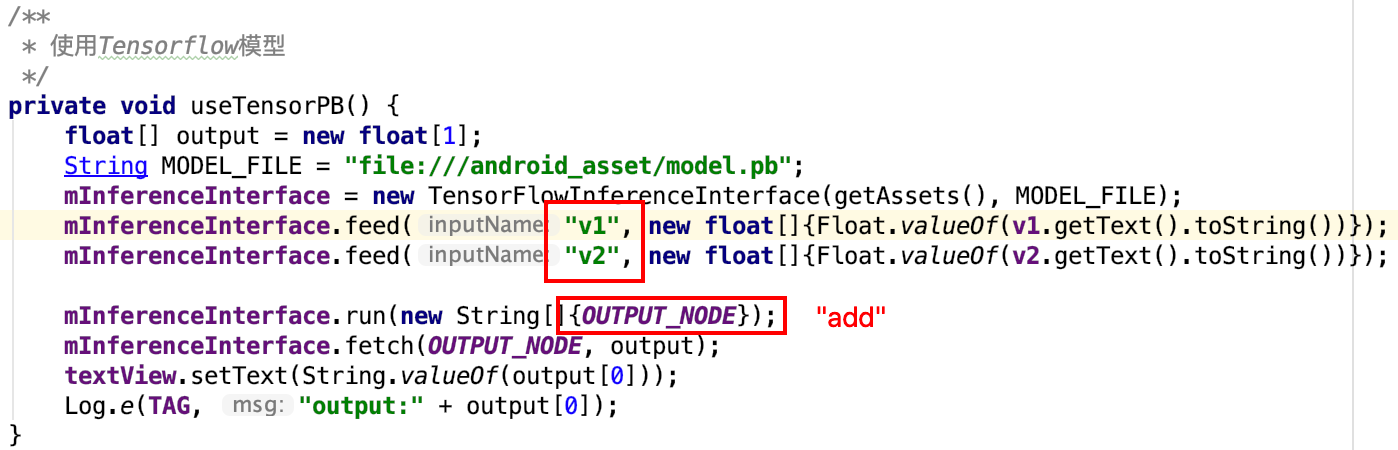 /**
 * 使用Tensorflow模型
 */
private void useTensorPB() {
    float[] output = new float[1];
    String MODEL_FILE = "file:///android_asset/model.pb";
    mInferenceInterface = new TensorFlowInferenceInterface(getAssets(), MODEL_FILE);
    mInferenceInterface.feed( inputName: "v1", new float[]{Float.valueOf(v1.getText().toString())});
    mInferenceInterface.feed( inputName: "v2", new float[]{Float.valueOf(v2.getText().toString())});
    mInferenceInterface.run(new String[]{OUTPUT_NODE}); "add"
    mInferenceInterface.fetch(OUTPUT_NODE, output);
    textView.setText(String.valueOf(output[0]));
    Log.e(TAG, msg: "output:" + output[0]);
}